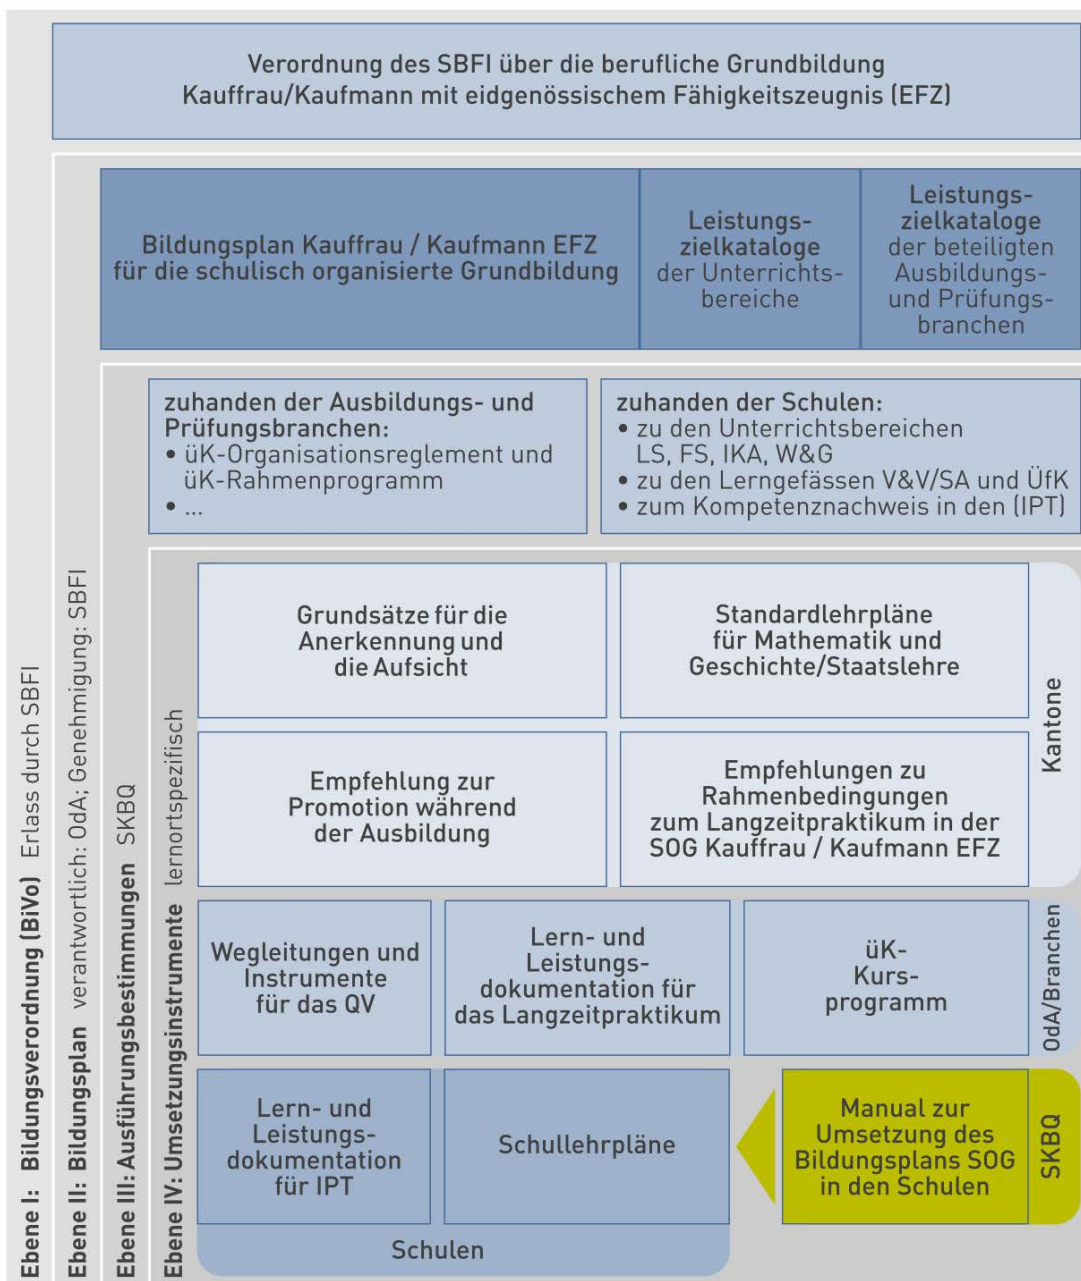 Verordnung des SBFI über die berufliche Grundbildung
Kauffrau/Kaufmann mit eidgenössischem Fähigkeitszeugnis (EFZ)
Bildungsplan Kauffrau / Kaufmann EFZ
für die schulisch organisierte Grundbildung
Leistungs-
zielkataloge
der Unterrichts-
bereiche
Leistungs-
zielkataloge
der beteiligten
Ausbildungs-
und Prüfungs-
branchen
zuhanden der Ausbildungs- und
Prüfungsbranchen:
• üK-Organisationsreglement und
üK-Rahmenprogramm
• ...
zuhanden der Schulen:
• zu den Unterrichtsbereichen
LS, FS, IKA, W&G
• zu den Lerngefässen V&V/SA und ÜfK
• zum Kompetenznachweis in den (IPT)
Grundsätze für die
Anerkennung und
die Aufsicht
Standardlehrpläne
für Mathematik und
Geschichte/Staatslehre
Empfehlung zur
Promotion während
der Ausbildung
Empfehlungen zu
Rahmenbedingungen
zum Langzeitpraktikum in der
SOG Kauffrau / Kaufmann EFZ
Kantone
Wegleitungen und
Instrumente
für das QV
Lern- und
Leistungs-
dokumentation für
das Langzeitpraktikum
üK-
Kurs-
programm
OdA/Branchen
Lern- und
Leistungs-
dokumentation
für IPT
Schullehrpläne
Manual zur
Umsetzung des
Bildungsplans SOG
in den Schulen
SKBQ
Schulen
Ebene I: Bildungsverordnung (BiVo) Erlass durch SBFI
Ebene II: Bildungsplan verantwortlich: OdA; Genehmigung: SBFI
Ebene III: Ausführungsbestimmungen SKBQ
Ebene IV: Umsetzungsinstrumente lernortspezifisch